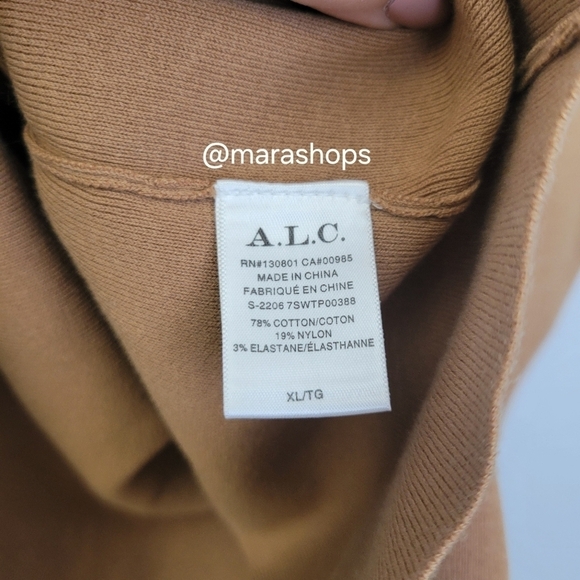 @marashops
A.L.C.
RN#130801 CA#00985
MADE IN CHINA
FABRIQUÉ EN CHINE
S-2206 7SWTP00388
78% COTTON/COTON
19% NYLON
3% ELASTANE/ÉLASTHANNE
XL/TG